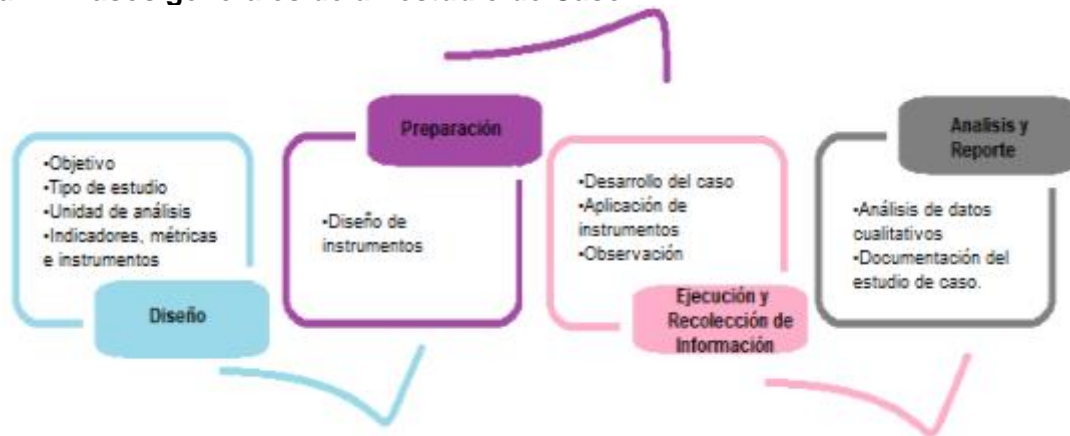 •Objetivo
•Tipo de estudio
•Unidad de análisis
•Indicadores, métricas
e instrumentos
Diseño
Preparación
•Diseño de
instrumentos
•Desarrollo del caso
•Aplicación de
instrumentos
•Observación
Ejecución y
Recolección de
Información
Analisis y
Reporte
•Análisis de datos
cualitativos
•Documentación del
estudio de caso.